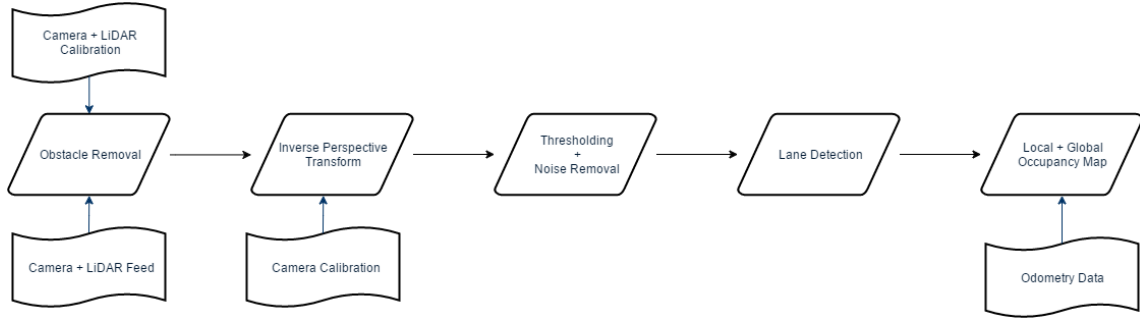 Camera + LiDAR
Calibration
Obstacle Removal
Inverse Perspective
Transform
Thresholding
+
Noise Removal
Lane Detection
Local + Global
Occupancy Map
Camera + LiDAR Feed
Camera Calibration
Odometry Data